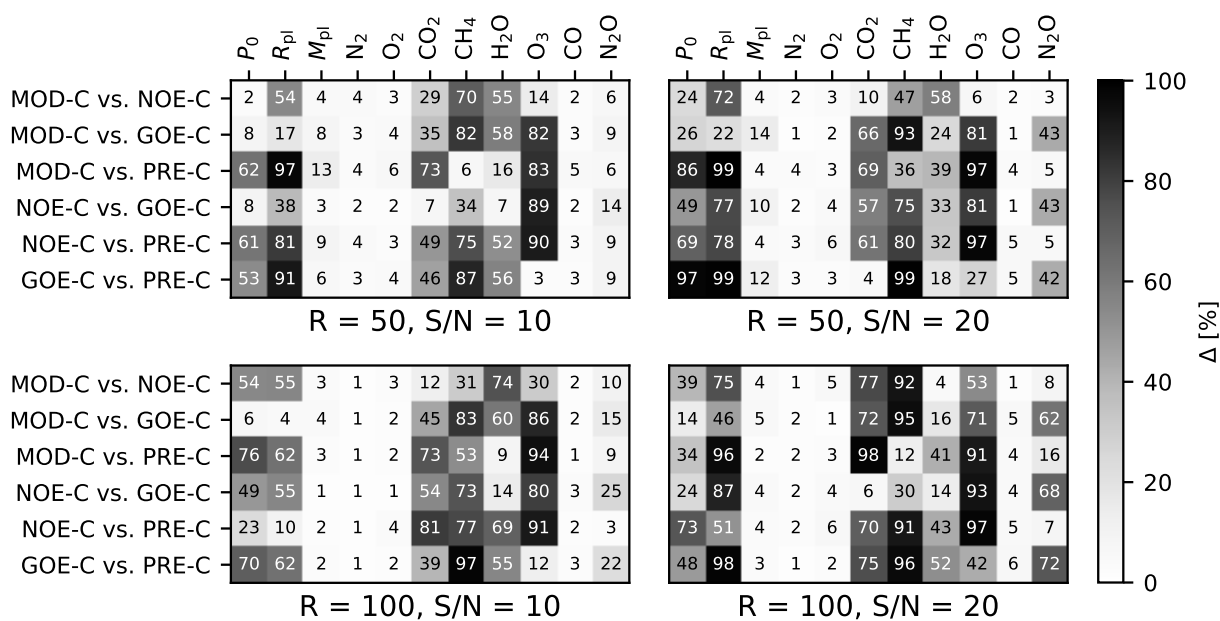 P0 Rpl Mpl N2 O2 CO2 CH4 H2O O3 CO N2O P0 Rpl Mpl N2 O2 CO2 CH4 H2O O3 CO N2O
MOD-C vs. NOE-C 2 54 4 4 3 29 70 55 14 2 6 24 72 4 2 3 10 47 58 6 2 3 100
MOD-C vs. GOE-C 8 17 8 3 4 35 82 58 82 3 9 26 22 14 1 2 66 93 24 81 1 43
MOD-C vs. PRE-C 62 97 13 4 6 73 6 16 83 5 6 86 99 4 4 3 69 36 39 97 4 5 80
NOE-C vs. GOE-C 8 38 3 2 2 7 34 7 89 2 14 49 77 10 2 4 57 75 33 81 1 43
NOE-C vs. PRE-C 61 81 9 4 3 49 75 52 90 3 9 69 78 4 3 6 61 80 32 97 5 5
GOE-C vs. PRE-C 53 91 6 3 4 46 87 56 3 3 9 97 99 12 3 3 4 99 18 27 5 42 60
R = 50, S/N = 10 R = 50, S/N = 20
Δ [%]
MOD-C vs. NOE-C 54 55 3 1 3 12 31 74 30 2 10 39 75 4 1 5 77 92 4 53 1 8 40
MOD-C vs. GOE-C 6 4 4 1 2 45 83 60 86 2 15 14 46 5 2 1 72 95 16 71 5 62
MOD-C vs. PRE-C 76 62 3 1 2 73 53 9 94 1 9 34 96 2 2 3 98 12 41 91 4 16
NOE-C vs. GOE-C 49 55 1 1 1 54 73 14 80 3 25 24 87 4 2 4 6 30 14 93 4 68 20
NOE-C vs. PRE-C 23 10 2 1 4 81 77 69 91 2 3 73 51 4 2 6 70 91 43 97 5 7
GOE-C vs. PRE-C 70 62 2 1 2 39 97 55 12 3 22 48 98 3 1 2 75 96 52 42 6 72 0
R = 100, S/N = 10 R = 100, S/N = 20